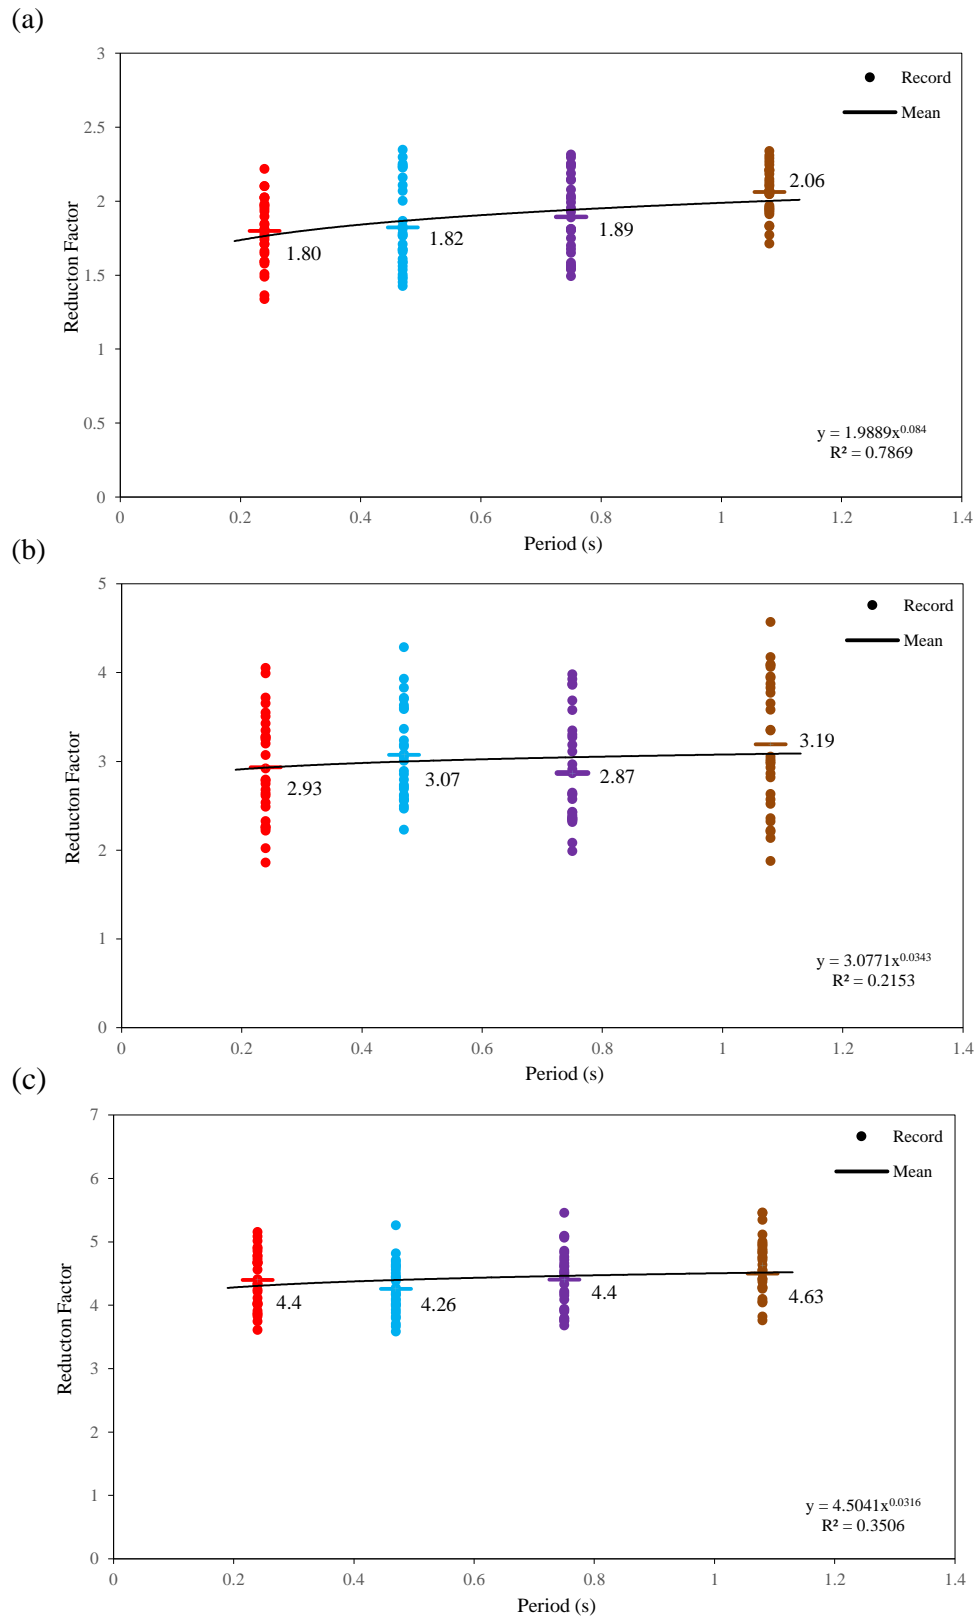 (a)
3
2.5
2
1.5
1
0.5
0
Reducton Factor
Record
Mean
1.80
1.82
1.89
2.06
y = 1.9889x^0.084
R² = 0.7869
0 0.2 0.4 0.6 0.8 1 1.2 1.4
Period (s)
(b)
5
4
3
2
1
0
Reducton Factor
Record
Mean
2.93
3.07
2.87
3.19
y = 3.0771x^0.0343
R² = 0.2153
0 0.2 0.4 0.6 0.8 1 1.2 1.4
Period (s)
(c)
7
6
5
4
3
2
1
0
Reducton Factor
Record
Mean
4.4
4.26
4.4
4.63
y = 4.5041x^0.0316
R² = 0.3506
0 0.2 0.4 0.6 0.8 1 1.2 1.4
Period (s)